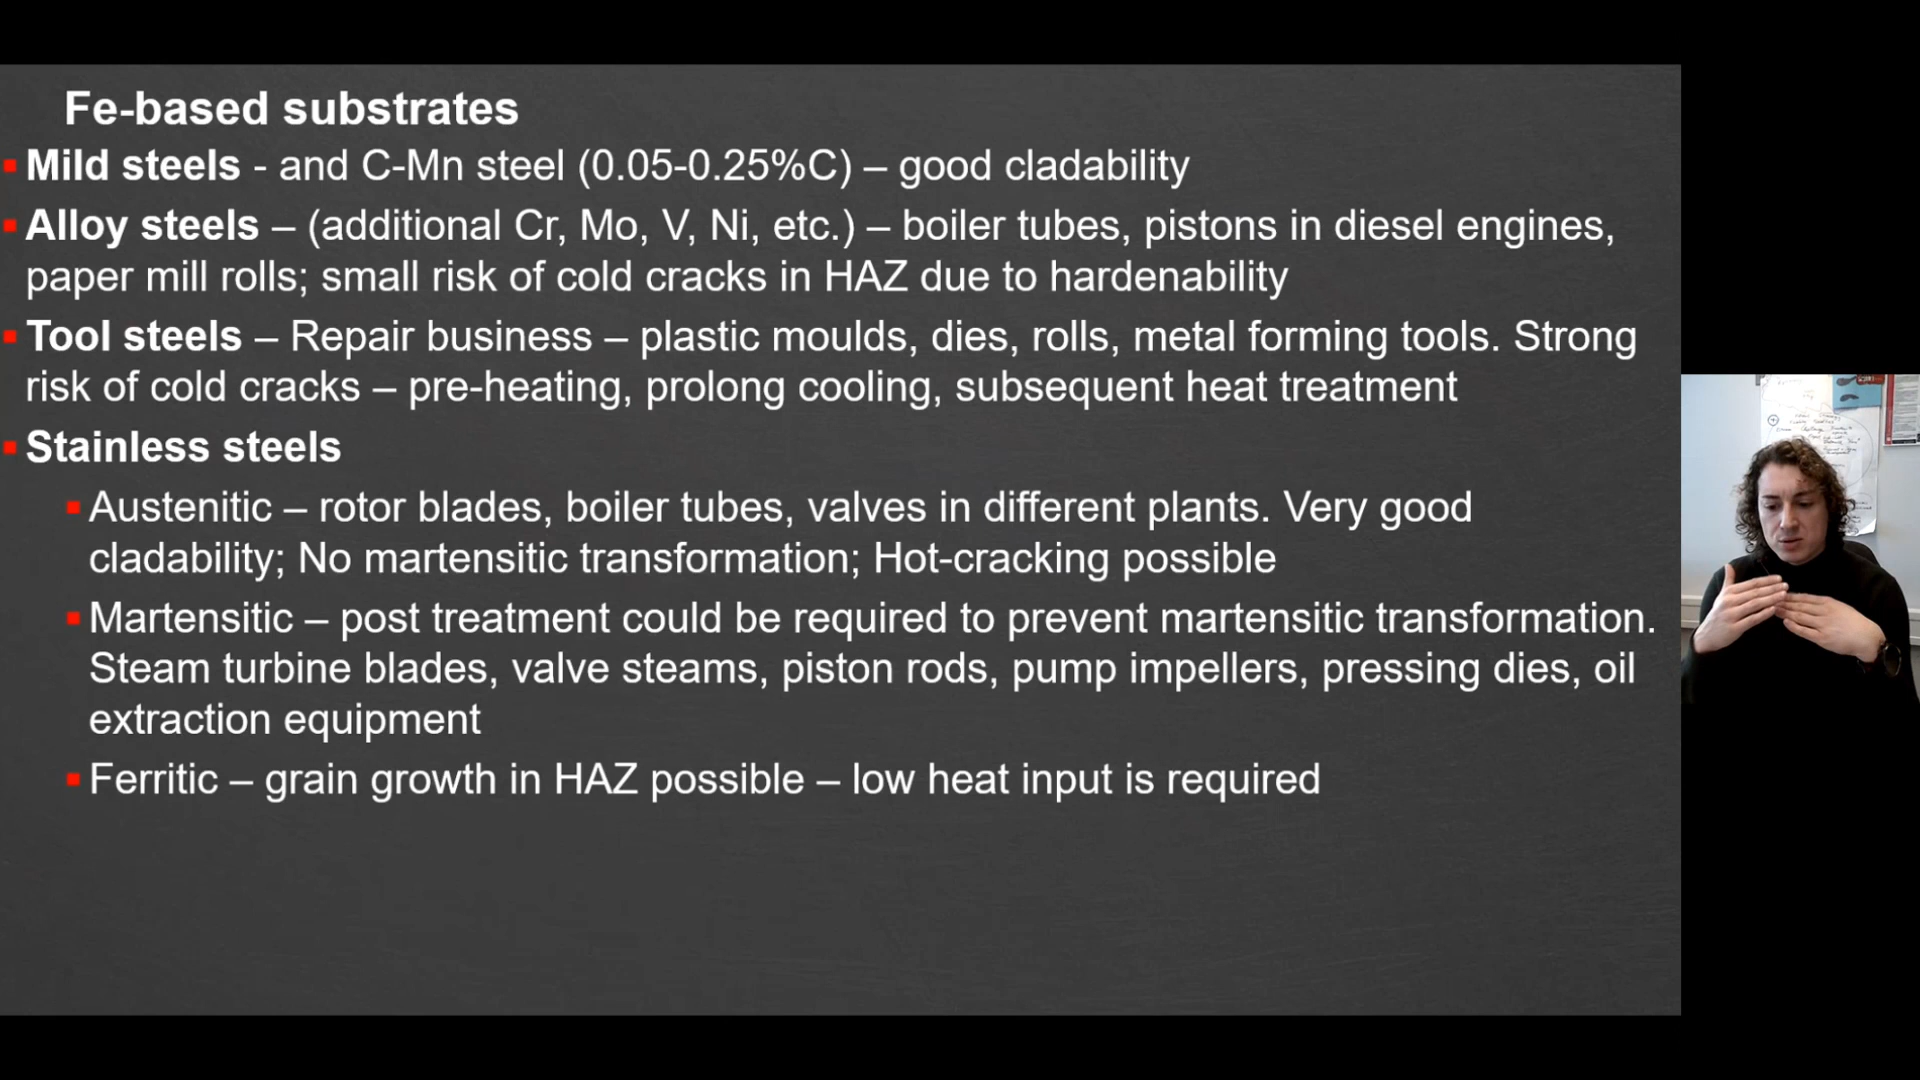 Fe-based substrates
Mild steels - and C-Mn steel (0.05-0.25%C) – good cladability
Alloy steels – (additional Cr, Mo, V, Ni, etc.) – boiler tubes, pistons in diesel engines,
paper mill rolls; small risk of cold cracks in HAZ due to hardenability
Tool steels – Repair business – plastic moulds, dies, rolls, metal forming tools. Strong
risk of cold cracks – pre-heating, prolong cooling, subsequent heat treatment
Stainless steels
Austenitic – rotor blades, boiler tubes, valves in different plants. Very good
cladability; No martensitic transformation; Hot-cracking possible
Martensitic – post treatment could be required to prevent martensitic transformation.
Steam turbine blades, valve steams, piston rods, pump impellers, pressing dies, oil
extraction equipment
Ferritic – grain growth in HAZ possible – low heat input is required